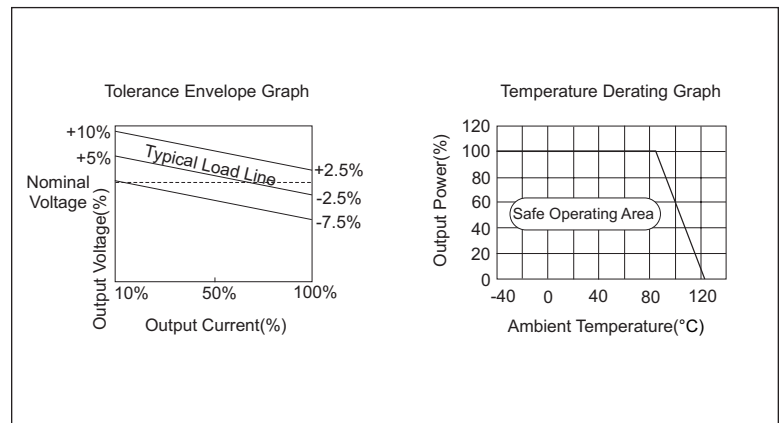 Tolerance Envelope Graph
+10%
+5%
Nominal
Voltage
Typical Load Line
+2.5%
-2.5%
-7.5%
Output Voltage(%)
10%
50%
100%
Output Current(%)
Temperature Derating Graph
120
100
80
60
40
20
0
Output Power(%)
Safe Operating Area
-40
0
40
80
120
Ambient Temperature(°C)